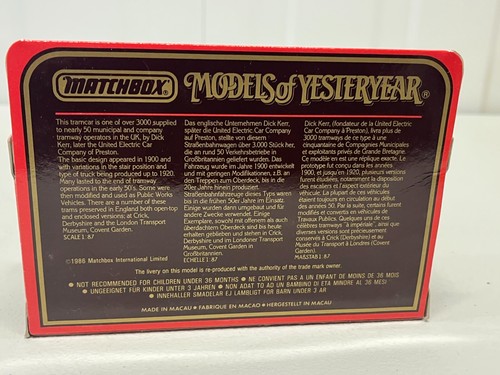 MATCHBOX
MODELS of YESTERYEAR®
This tramcar is one of over 3000 supplied
to nearly 50 municipal and company
tramway operators in the UK, by Dick
Kerr, later the United Electric Car
Company of Preston.
The basic design appeared in 1900 and
with variations in the stair position and
type of truck being produced up to 1920.
Many lasted to the end of tramway
operations in the early 50's. Some were
then modified and used as Public Works
Vehicles. There are a number of these
trams preserved in England both open-top
and enclosed versions; at Crich,
Derbyshire and the London Transport
Museum, Covent Garden.
SCALE 1:87
Das englische Unternehmen Dick Kerr,
später die United Electric Car Company
auf Preston, stellte von diesem
Straßenbahnwagen über 3.000 Stück her,
die an rund 50 Verkehrsbetriebe in
Großbritannien geliefert wurden. Das
Fahrzeug wurde im Jahre 1900 entwickelt
und mit geringen Modifikationen, z.B. an
den Treppen zum Oberdeck, bis in die
20er Jahre hinein produziert.
Straßenbahnfahrzeuge dieses Typs waren
bis in die frühen 50er Jahre im Einsatz
Einige wurden dann umgebaut und für
andere Zwecke verwendet. Einige
Exemplare, sowohl mit offenem als auch
überdachtem Oberdeck sind bis heute
erhalten geblieben und stehen in Crich,
Derbyshire und im London Transport
Museum, Covent Garden in
Großbritannien.
ECHELLE 1:87
Dick Kerr, (fondateur de la United Electric
Car Company à Preston), livra plus de
3000 tramways de ce type à une
cinquantaine de Compagnies Municipales
et exploitants privés de Grande Bretagne.
Ce modèle en est une réplique exacte. Le
prototype fut conçu dans les années
1900, et jusqu'en 1920, plusieurs versions
furent étudiées, notamment la disposition
des escaliers et l'aspect extérieur du
véhicule. La plupart de ces véhicules
étaient toujours en circulation au début
des années 50. Par la suite, certains furent
modifiés et convertis en véhicules de
Travaux Publics. Quelques-uns de ces
célèbres tramways "à impériale", ainsi que
diverses versions sont précieusement
conservés à Crich (Derbyshire) et au
Musée du Transport à Londres (Covent
Garden).
MAßSTAB 1:87
©1986 Matchbox International Limited
The livery on this model is re-produced with the authority of the trade mark owner
● NOT RECOMMENDED FOR CHILDREN UNDER 36 MONTHS ● NE CONVIENT PAS A UN ENFANT DE MOINS DE 36 MOIS
● UNGEEIGNET FÜR KINDER UNTER 3 JAHREN ● NON ADATO AD UN BAMBINO DI ETA MINORE AL 36 MESI
● INNEHALLER SMADELAR EJ LAMBLIGT FOR BARN UNDER 3 AR
MADE IN MACAU ● FABRIQUE EN MACAO ● HERGESTELLT IN MACAU